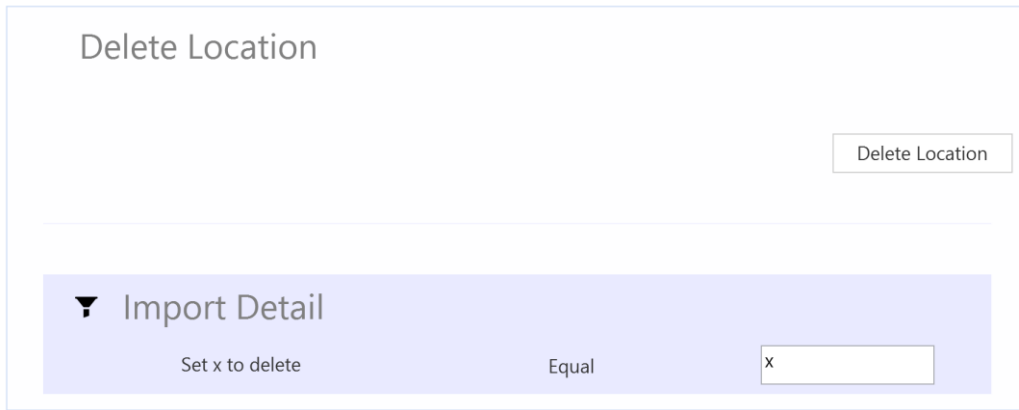 Delete Location
Delete Location
Import Detail
Set x to delete Equal x